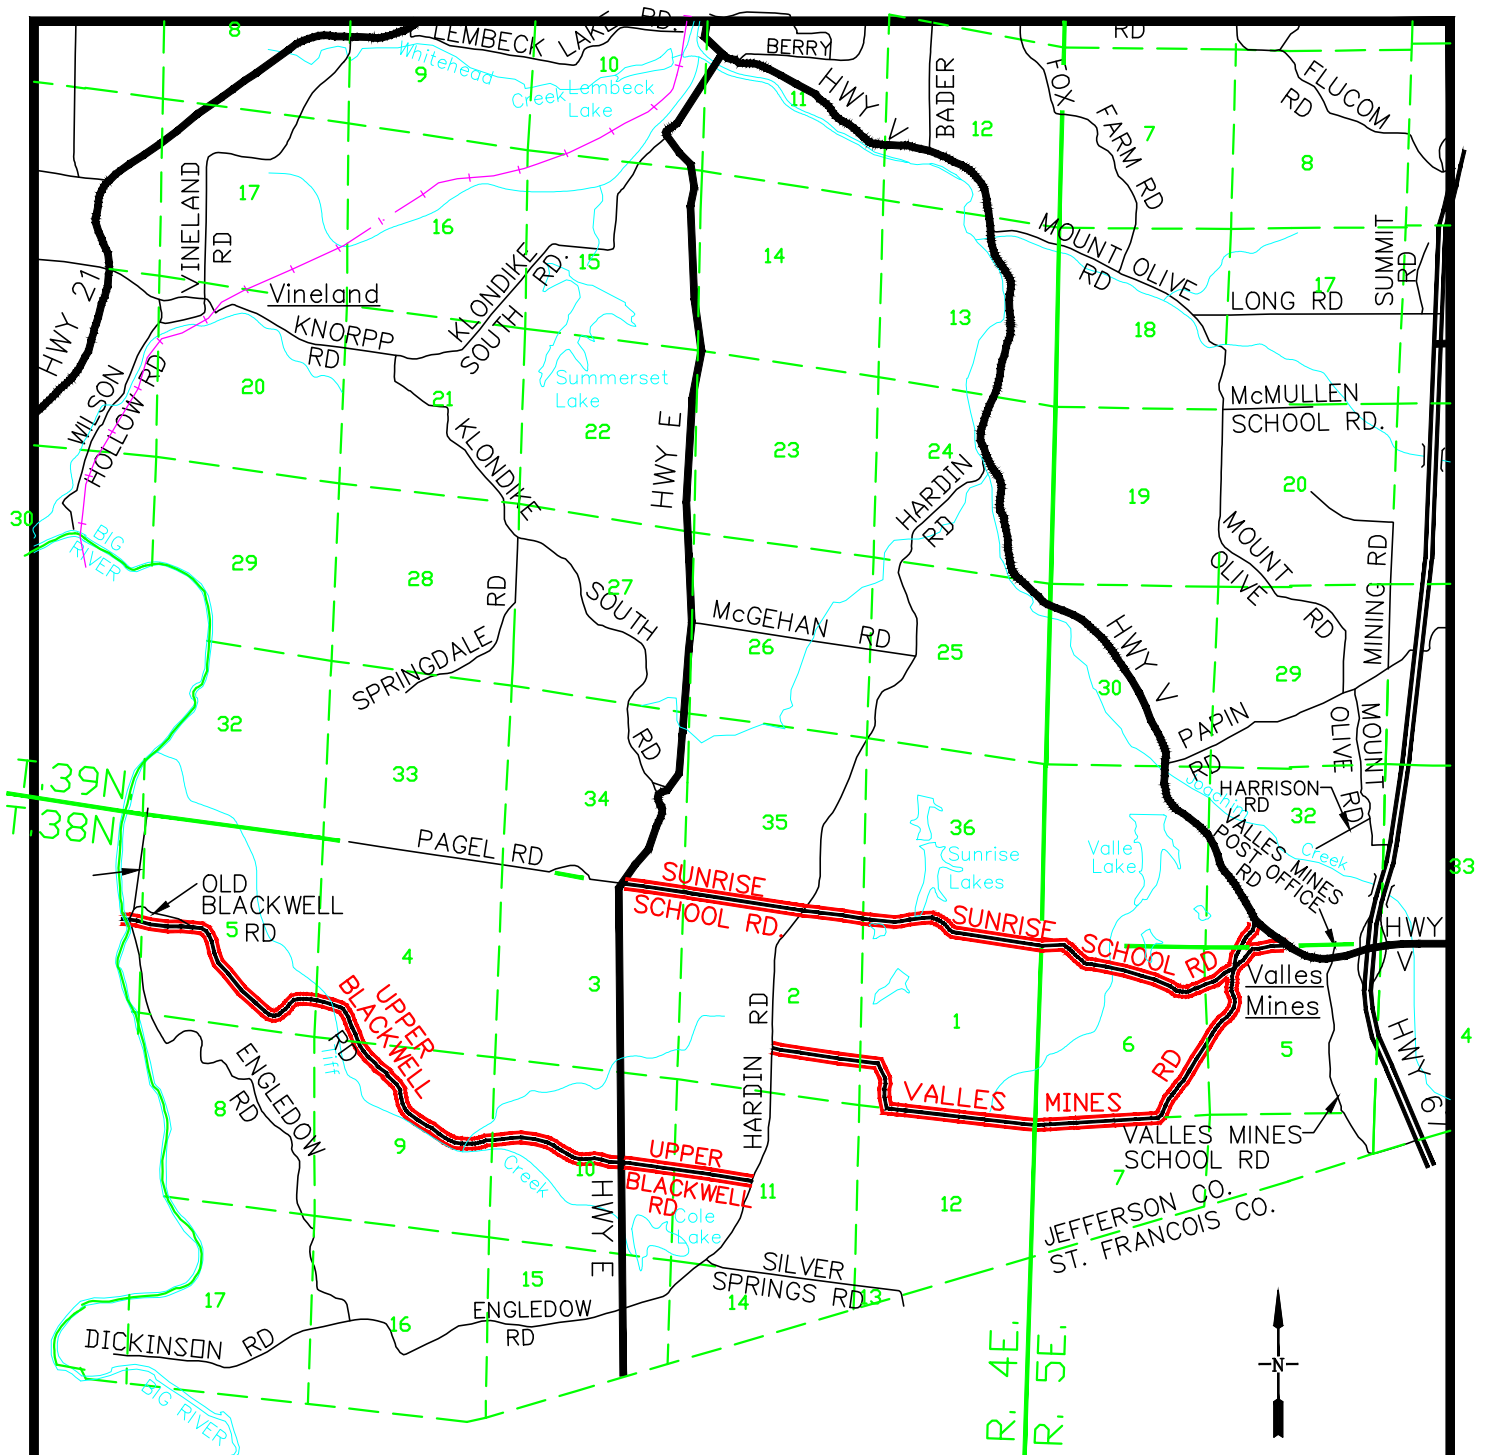 8
LEMBECK LAKE RD.
BERRY
RD
Whitehead
Creek
9
10
Lembeck
Lake
11
HWY V
BADER
12
FOX FARM RD
7
FLUCOM
RD
8
VINELAND
RD
17
16
KLONDIKE
SOUTH RD.
15
14
MOUNT OLIVE
RD
SUMMIT
RD
17
LONG RD
HWY 21
Vineland
KNORPP
RD
13
18
WILSON
HOLLOW RD
20
21
Summerset
Lake
22
McMULLEN
SCHOOL RD.
KLONDIKE
HWY E
23
24
HARDIN
RD
19
20
30
BIG
RIVER
29
28
SPRINGDALE RD
27
SOUTH
RD
McGEHAN RD
26
25
MOUNT
OLIVE RD
MINING RD
HWY V
30
29
PAPIN
RD
MOUNT
OLIVE RD
32
33
34
T.39N.
T.38N.
PAGEL RD
35
36
Sunrise
Lakes
Valle
Lake
Joachim
Creek
HARRISON
RD
32
VALLES MINES
POST OFFICE
RD
33
OLD
BLACKWELL
RD
5
4
3
SUNRISE
SCHOOL RD.
SUNRISE
SCHOOL RD
HWY
V
Valles
Mines
UPPER
BLACKWELL
RD
2
1
6
5
4
HARDIN RD
VALLES MINES RD
HWY 61
ENGLEDOW
RD
8
9
Creek
10
UPPER
BLACKWELL
RD
11
12
7
VALLES MINES
SCHOOL RD
JEFFERSON CO.
ST. FRANCOIS CO.
Cole
Lake
HWY E
SILVER
SPRINGS RD
13
14
15
ENGLEDOW
RD
16
17
DICKINSON RD
BIG RIVER
R. 4E.
R. 5E.
N